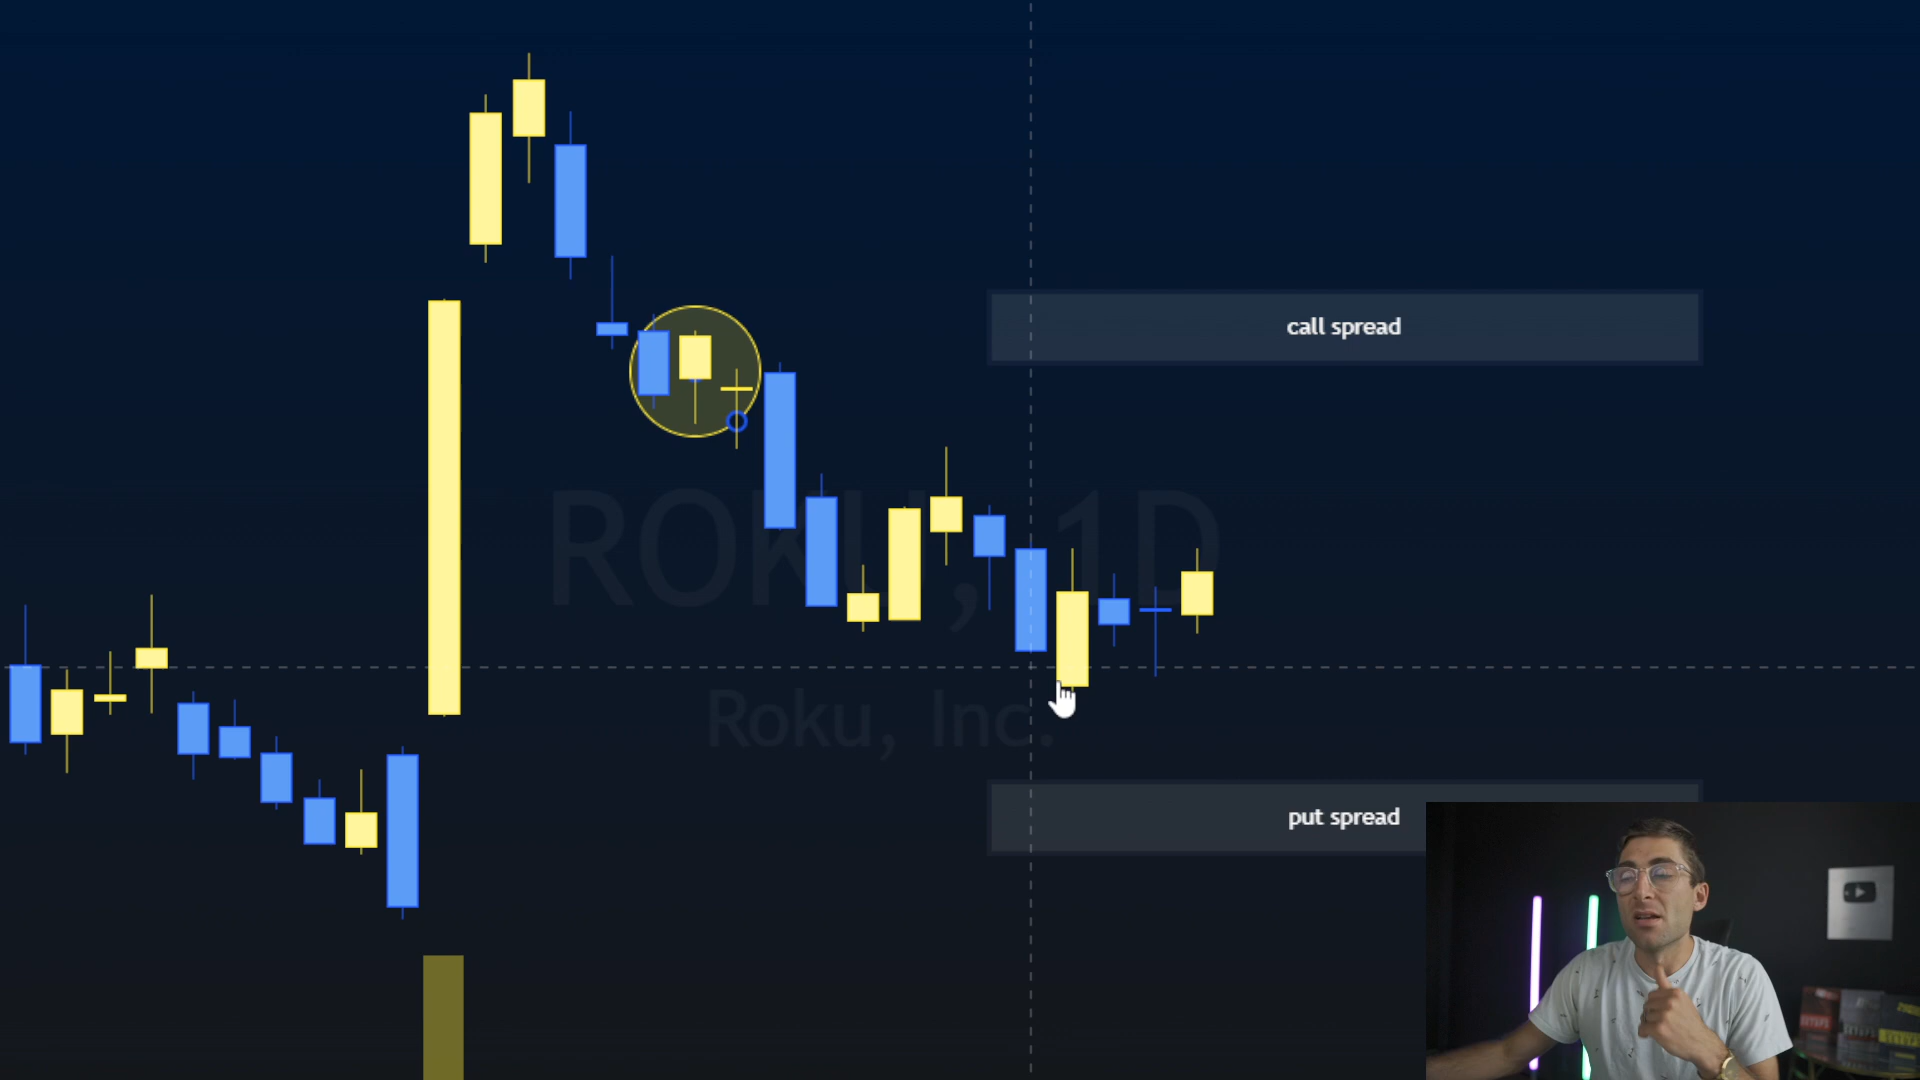 call spread
ROKU, 1D
Roku, Inc.
put spread